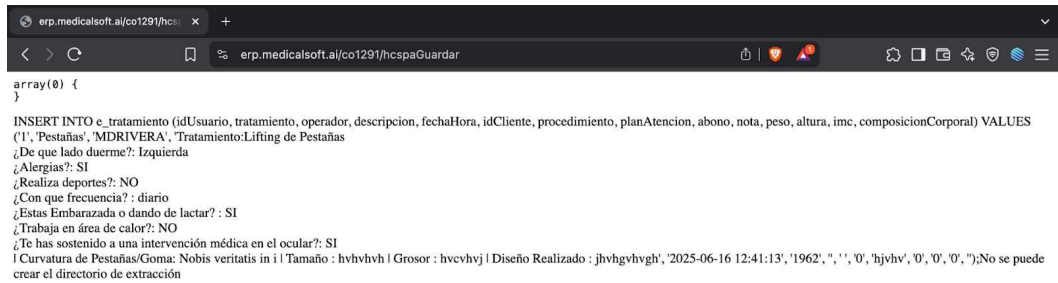 erp.medicalsoft.ai/co1291/hcsp
erp.medicalsoft.ai/co1291/hcspaGuardar
1
array(0) {
}
INSERT INTO e_tratamiento (idUsuario, tratamiento, operador, descripcion, fechaHora, idCliente, procedimiento, planAtencion, abono, nota, peso, altura, imc, composicionCorporal) VALUES
('1', 'Pestañas', 'MDRIVERA', 'Tratamiento:Lifting de Pestañas
¿De que lado duerme?: Izquierda
¿Alergias?: SI
¿Realiza deportes?: NO
¿Con que frecuencia? : diario
¿Estas Embarazada o dando de lactar? : SI
¿Trabaja en área de calor?: NO
¿Te has sostenido a una intervención médica en el ocular?: SI
| Curvatura de Pestañas/Goma: Nobis veritatis in i | Tamaño : hvhvhvh | Grosor : hvcvhvj | Diseño Realizado : jhvhgvhvgh', '2025-06-16 12:41:13', '1962', '', ' ', '0', 'hjvhv', '0', '0', '0', '');No se puede
crear el directorio de extracción